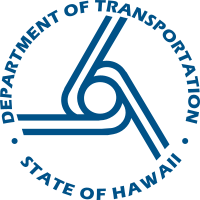 DEPARTMENT OF TRANSPORTATION
• STATE OF HAWAII •